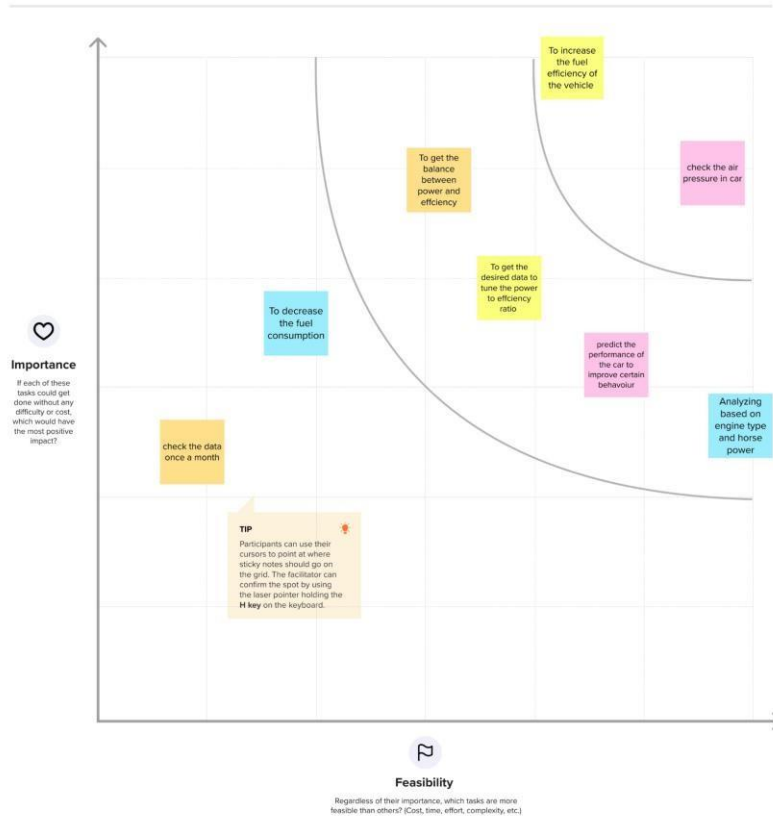 To increase
the fuel
efficiency of
the vehicle
To get the
balance
between
power and
effciency
check the air
pressure in car
To get the
desired data to
tune the power
to effciency
ratio
To decrease
the fuel
consumption
predict the
performance of
the car to
improve certain
behavoiur
Importance
If each of these
tasks could get
done without any
difficulty or cost,
which would have
the most positive
impact?
Analyzing
based on
engine type
and horse
power
check the data
once a month
TIP
Participants can use their
cursors to point at where
sticky notes should go on
the grid. The facilitator can
confirm the spot by using
the laser pointer holding the
H key on the keyboard.
Feasibility
Regardless of their importance, which tasks are more
feasible than others? (Cost, time, effort, complexity, etc.)